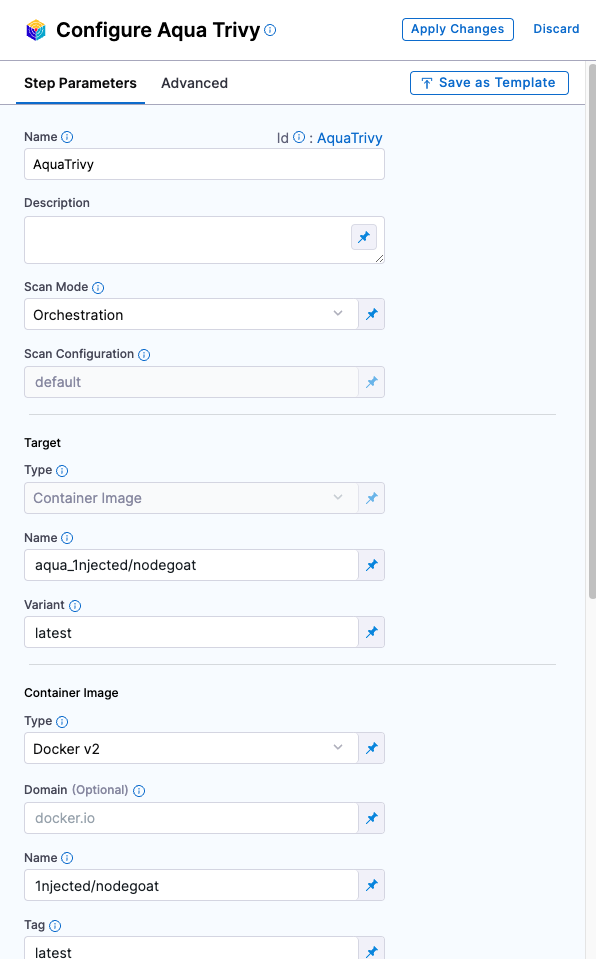 Configure Aqua Trivy
Apply Changes
Discard
Step Parameters
Advanced
Save as Template
Name
Id : AquaTrivy
AquaTrivy
Description
Scan Mode
Orchestration
Scan Configuration
default
Target
Type
Container Image
Name
aqua_1njected/nodegoat
Variant
latest
Container Image
Type
Docker v2
Domain (Optional)
docker.io
Name
1njected/nodegoat
Tag
latest